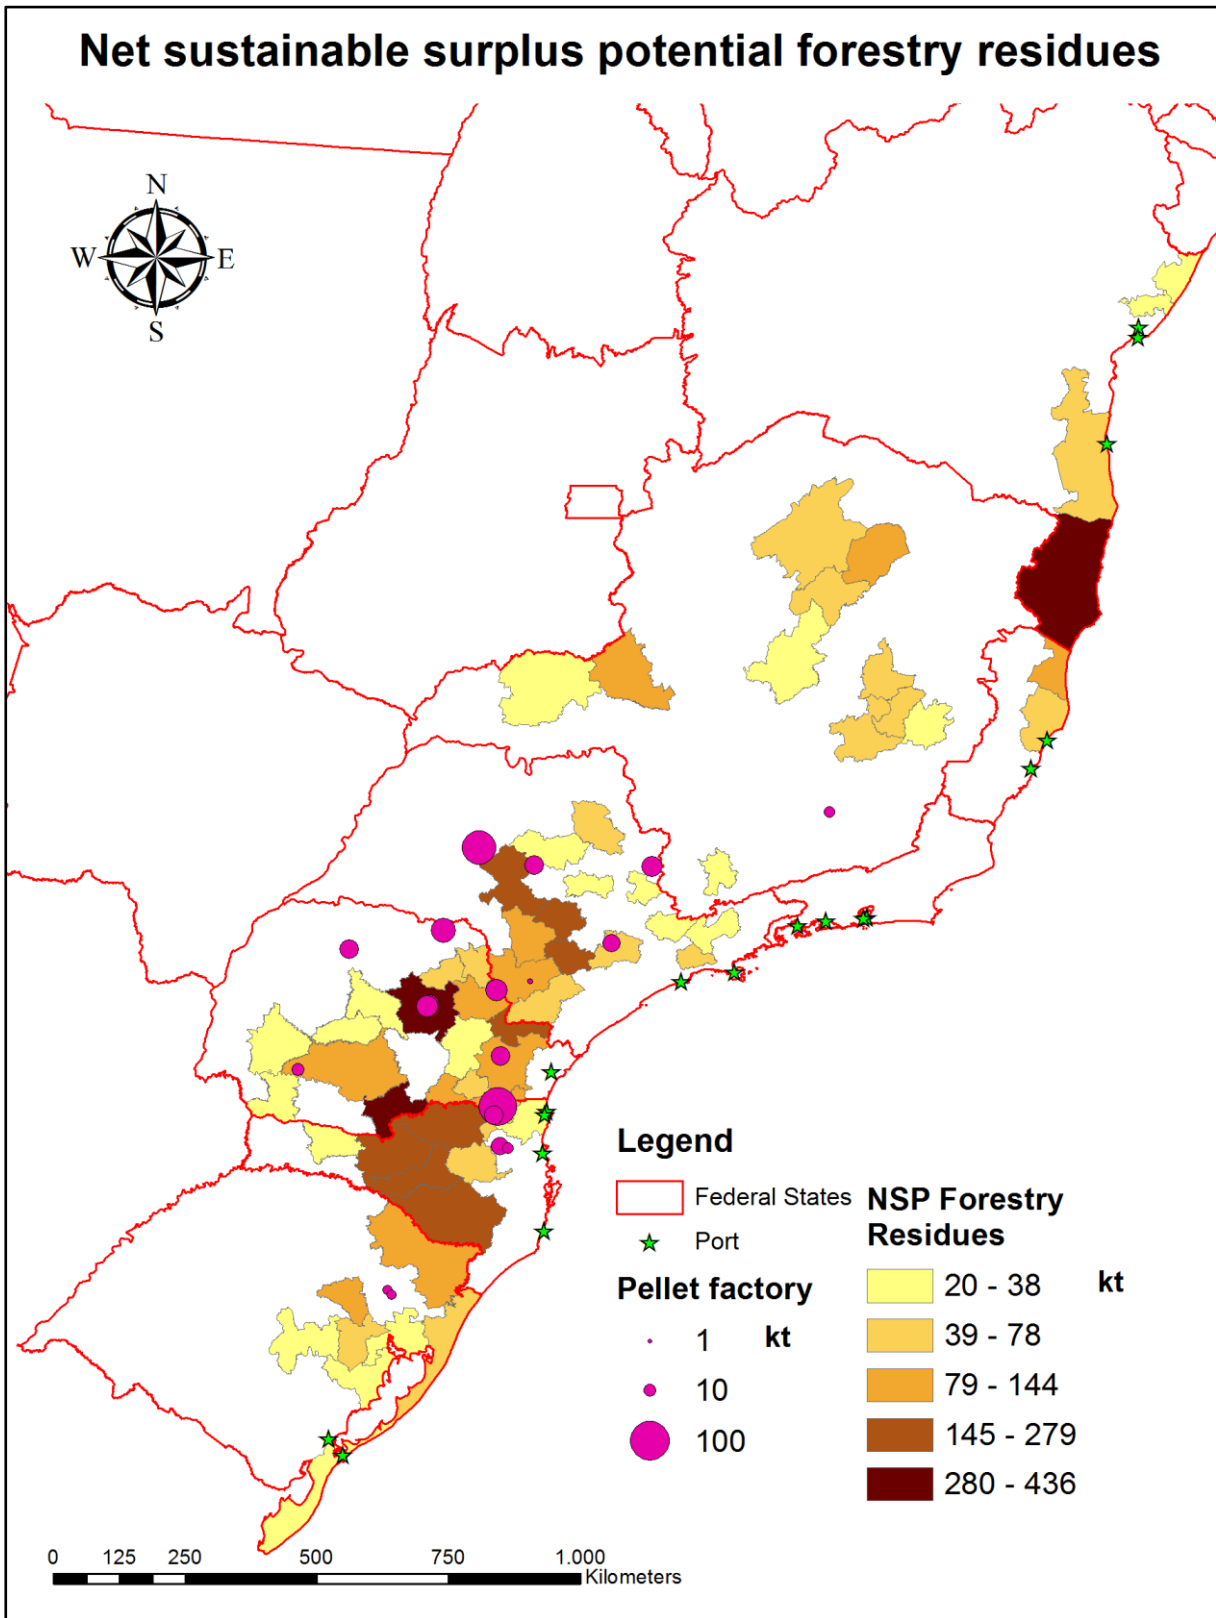 Net sustainable surplus potential forestry residues
N
W E
S
Legend
Federal States
Port
Pellet factory
1 kt
10
100
NSP Forestry
Residues
20 - 38 kt
39 - 78
79 - 144
145 - 279
280 - 436
0 125 250 500 750 1.000
Kilometers